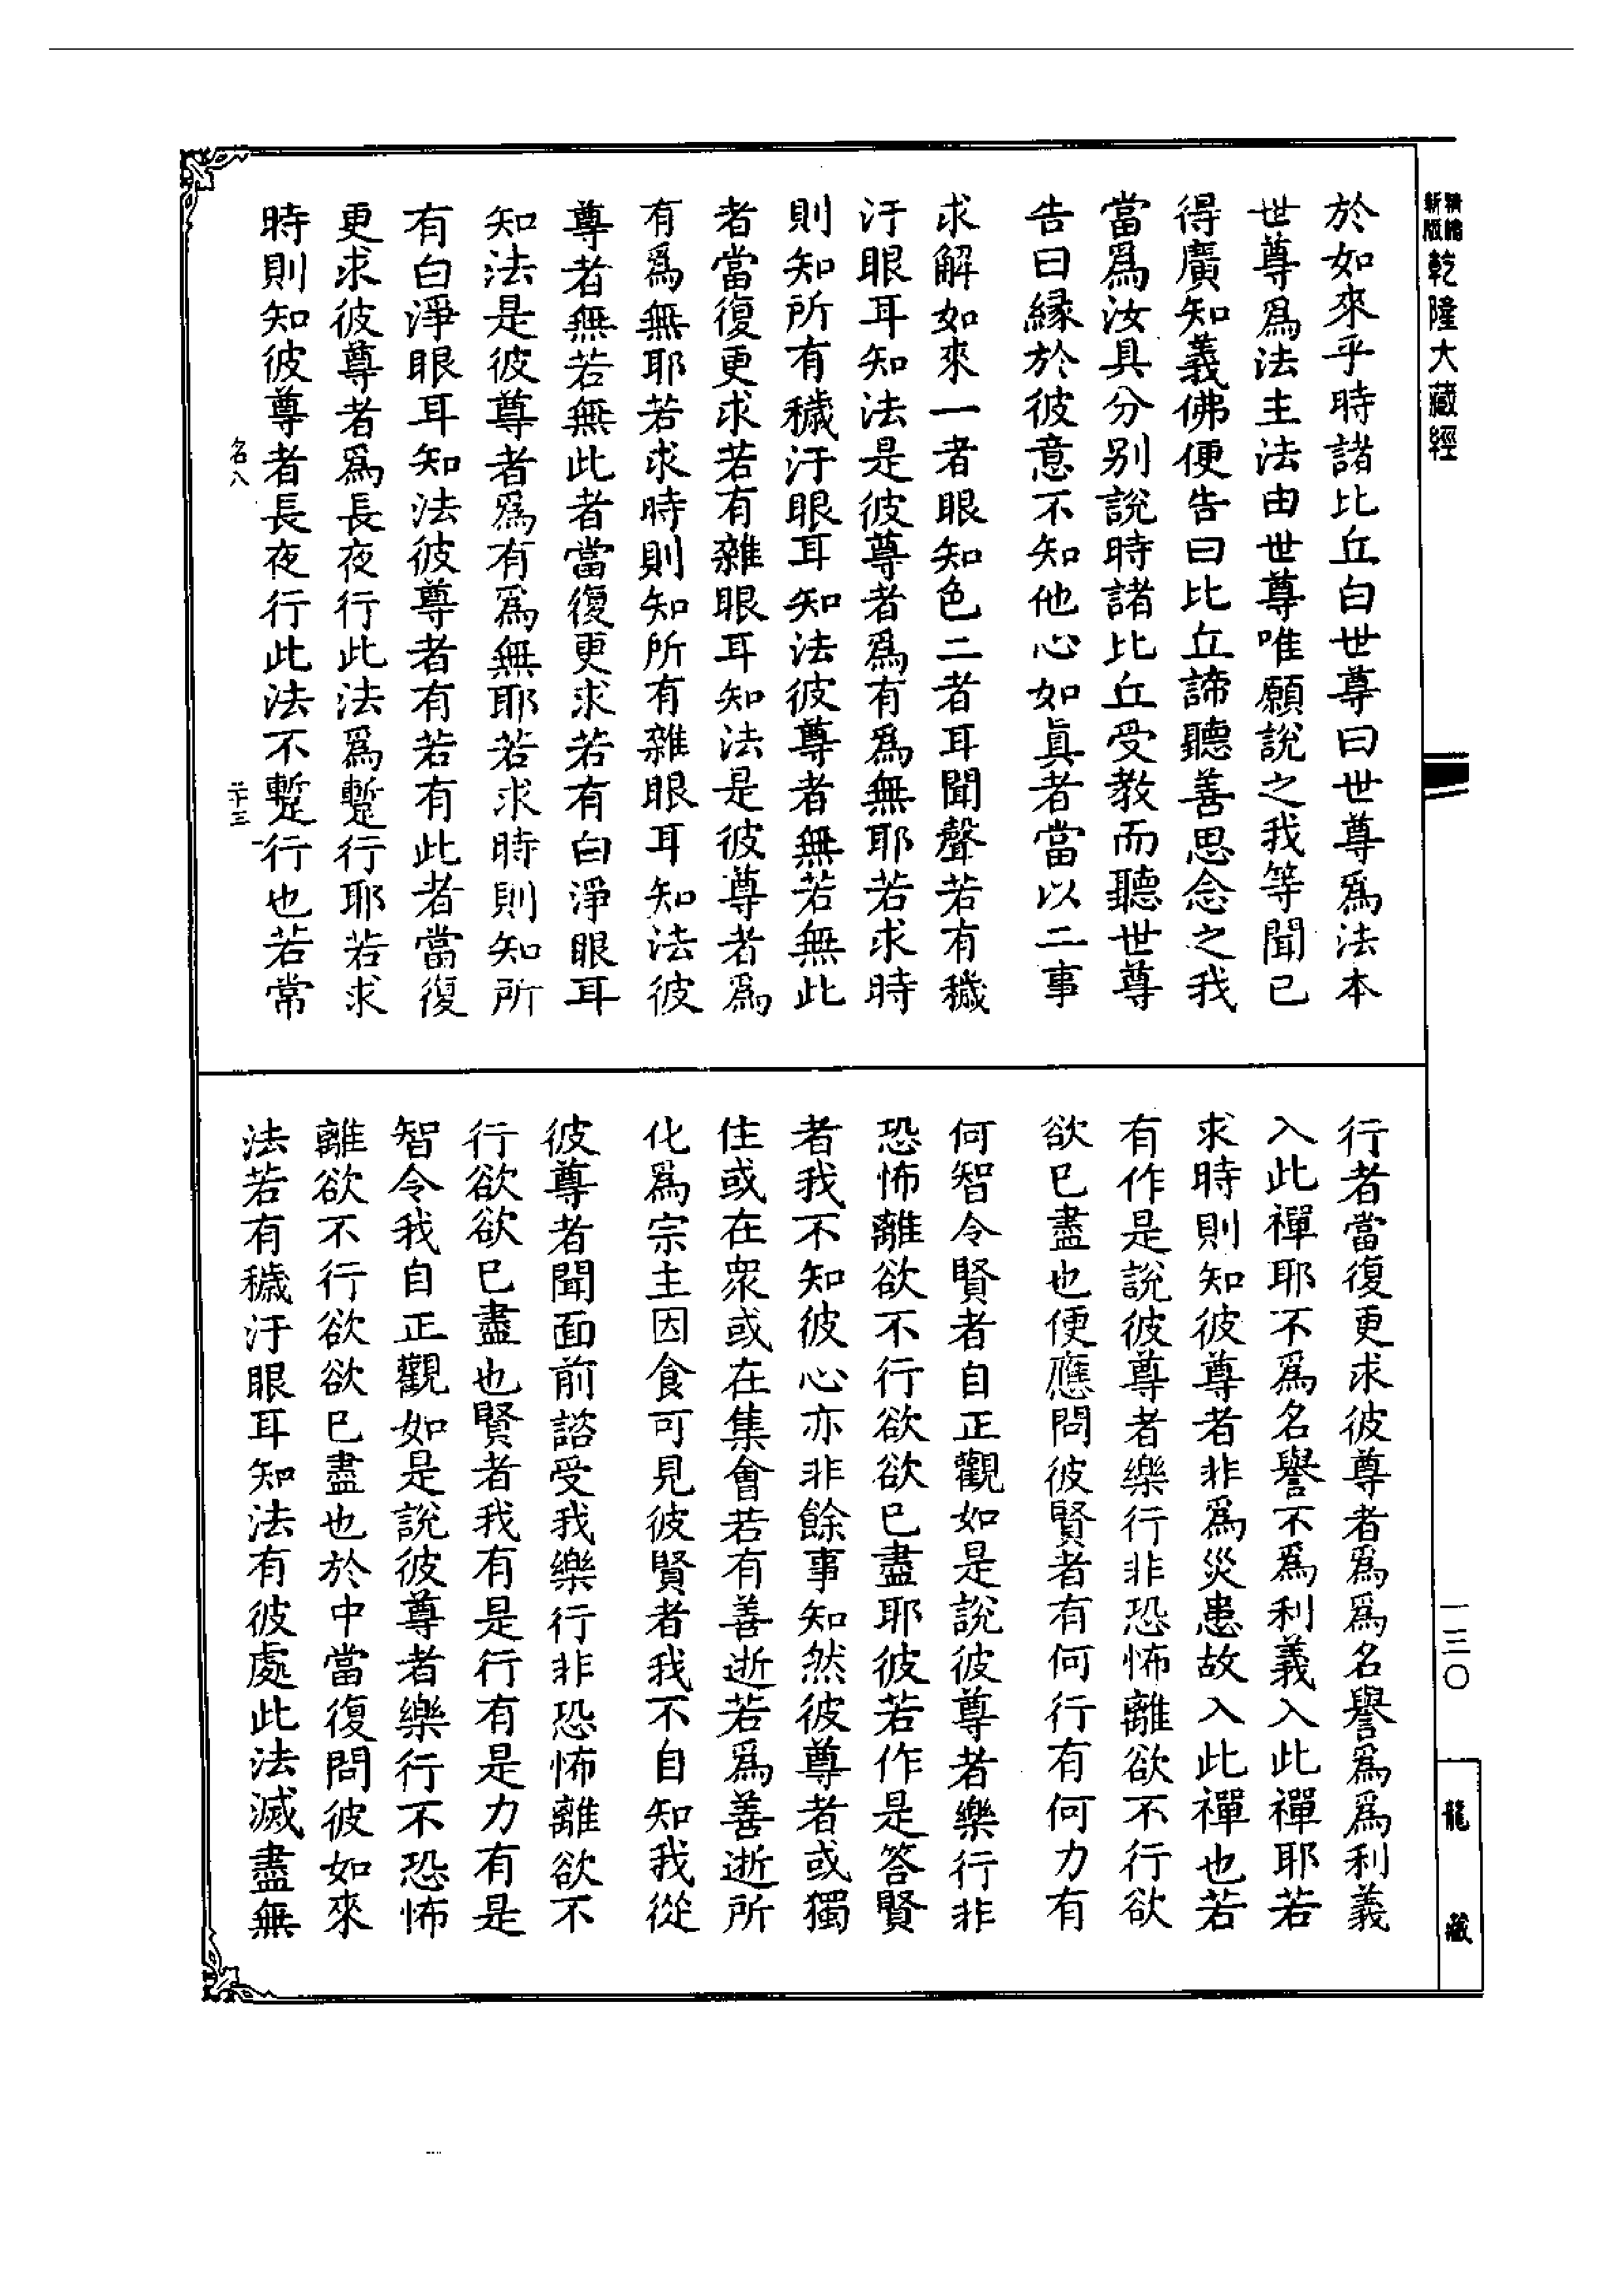 精縮
新版
乾隆大藏經
一三〇
龍藏
於如來乎時諸比丘白世尊曰世尊爲法本
世尊爲法主法由世尊唯願說之我等聞已
得廣知義佛便告曰比丘諦聽善思念之我
當爲汝具分別說時諸比丘受教而聽世尊
告曰緣於彼意不知他心如眞者當以二事
求解如來一者眼知色二者耳聞聲若有穢
汙眼耳知法是彼尊者爲有爲無耶若求時
則知所有穢汙眼耳知法彼尊者無若無此
者當復更求若有雜眼耳知法是彼尊者爲
有爲無耶若求時則知所有雜眼耳知法彼
尊者無若無此者當復更求若有白淨眼耳
知法是彼尊者爲有爲無耶若求時則知所
有白淨眼耳知法彼尊者有若有此者當復
更求彼尊者爲長夜行此法爲蹔行耶若求
時則知彼尊者長夜行此法不蹔行也若常
名八
二十三
行者當復更求彼尊者爲爲名譽爲爲利義
入此禪耶不爲名譽不爲利義入此禪耶若
求時則知彼尊者非爲災患故入此禪也若
有作是說彼尊者樂行非恐怖離欲不行欲
欲已盡也便應問彼賢者有何行有何力有
何智令賢者自正觀如是說彼尊者樂行非
恐怖離欲不行欲欲已盡耶彼若作是答賢
者我不知彼心亦非餘事知然彼尊者或獨
住或在衆或在集會若有善逝若爲善逝所
化爲宗主因食可見彼賢者我不自知我從
彼尊者聞面前諮受我樂行非恐怖離欲不
行欲欲已盡也賢者我有是行有是力有是
智令我自正觀如是說彼尊者樂行不恐怖
離欲不行欲欲已盡也於中當復問彼如來
法若有穢汙眼耳知法有彼處此法滅盡無